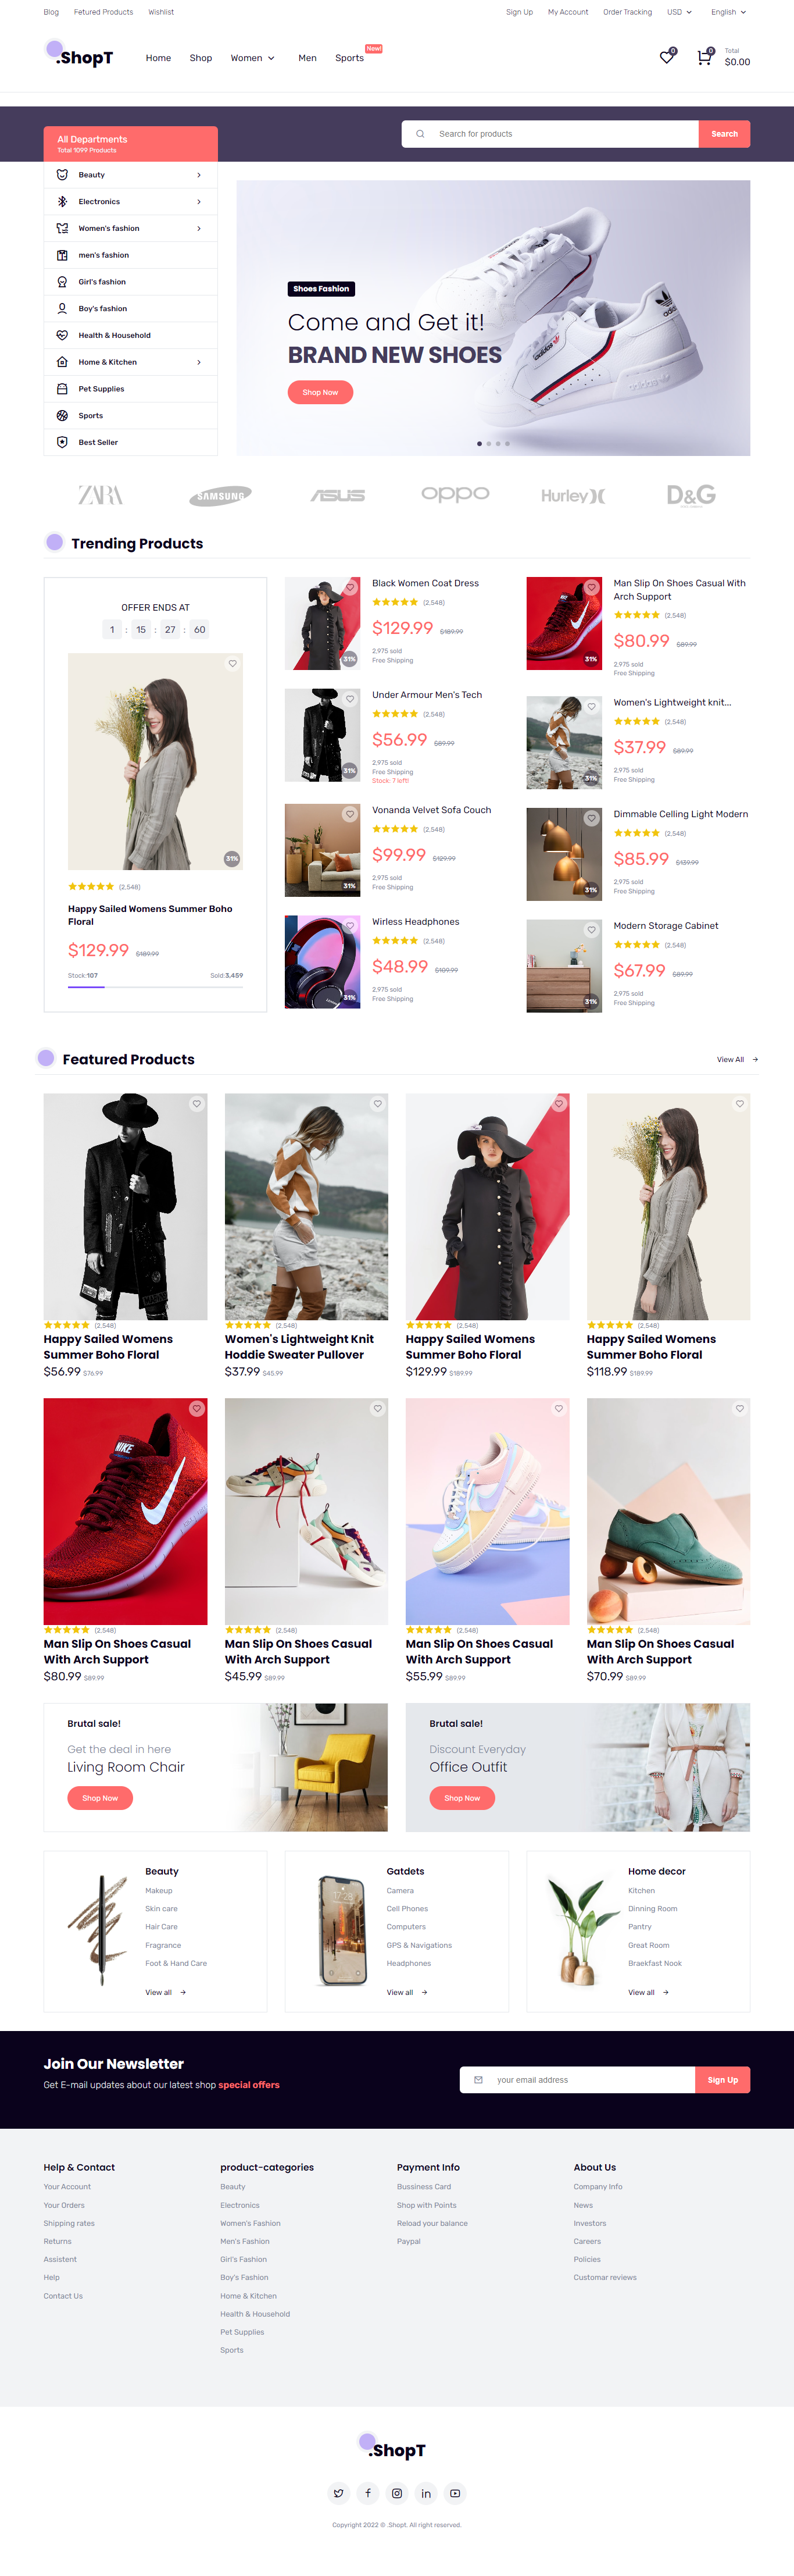 Blog Fetured Products Wishlist
Sign Up My Account Order Tracking USD English
.ShopT
Home Shop Women Men Sports New!
0 0 Total
$0.00
All Departments
Total 1099 Products
Search for products Search
Beauty
Electronics
Women's fashion
men's fashion
Girl's fashion
Boy's fashion
Health & Household
Home & Kitchen
Pet Supplies
Sports
Best Seller
Shoes Fashion
Come and Get it!
BRAND NEW SHOES
Shop Now
adidas
adidas
ZARA SAMSUNG ASUS oppo Hurley D&G
Trending Products
OFFER ENDS AT
1 : 15 : 27 : 60
31%
(2,548)
Happy Sailed Womens Summer Boho
Floral
$129.99 $189.99
Stock:107 Sold:3,459
31%
Black Women Coat Dress
(2,548)
$129.99 $189.99
2,975 sold
Free Shipping
31%
Under Armour Men's Tech
(2,548)
$56.99 $89.99
2,975 sold
Free Shipping
Stock: 7 left!
31%
Vonanda Velvet Sofa Couch
(2,548)
$99.99 $129.99
2,975 sold
Free Shipping
31%
Wirless Headphones
(2,548)
$48.99 $109.99
2,975 sold
Free Shipping
31%
Man Slip On Shoes Casual With
Arch Support
(2,548)
$80.99 $89.99
2,975 sold
Free Shipping
31%
Women's Lightweight knit...
(2,548)
$37.99 $89.99
2,975 sold
Free Shipping
31%
Dimmable Celling Light Modern
(2,548)
$85.99 $139.99
2,975 sold
Free Shipping
31%
Modern Storage Cabinet
(2,548)
$67.99 $89.99
2,975 sold
Free Shipping
Featured Products
View All
(2,548)
Happy Sailed Womens
Summer Boho Floral
$56.99 $76.99
(2,548)
Women's Lightweight Knit
Hoddie Sweater Pullover
$37.99 $45.99
(2,548)
Happy Sailed Womens
Summer Boho Floral
$129.99 $189.99
(2,548)
Happy Sailed Womens
Summer Boho Floral
$118.99 $189.99
NIKE
(2,548)
Man Slip On Shoes Casual
With Arch Support
$80.99 $89.99
(2,548)
Man Slip On Shoes Casual
With Arch Support
$45.99 $89.99
(2,548)
Man Slip On Shoes Casual
With Arch Support
$55.99 $89.99
(2,548)
Man Slip On Shoes Casual
With Arch Support
$70.99 $89.99
Brutal sale!
Get the deal in here
Living Room Chair
Shop Now
Brutal sale!
Discount Everyday
Office Outfit
Shop Now
Beauty
Makeup
Skin care
Hair Care
Fragrance
Foot & Hand Care
View all
Gatdets
Camera
Cell Phones
Computers
GPS & Navigations
Headphones
View all
Home decor
Kitchen
Dinning Room
Pantry
Great Room
Braekfast Nook
View all
Join Our Newsletter
Get E-mail updates about our latest shop special offers
your email address Sign Up
Help & Contact
Your Account
Your Orders
Shipping rates
Returns
Assistent
Help
Contact Us
product-categories
Beauty
Electronics
Women's Fashion
Men's Fashion
Girl's Fashion
Boy's Fashion
Home & Kitchen
Health & Household
Pet Supplies
Sports
Payment Info
Bussiness Card
Shop with Points
Reload your balance
Paypal
About Us
Company Info
News
Investors
Careers
Policies
Customar reviews
.ShopT
Copyright 2022 © .Shopt. All right reserved.